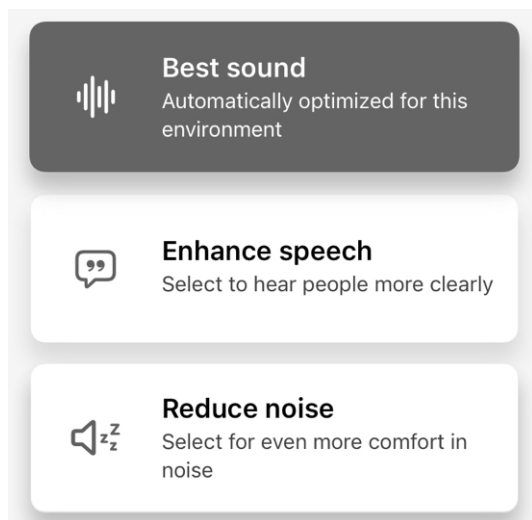 Best sound
Automatically optimized for this
environment
Enhance speech
Select to hear people more clearly
Reduce noise
Select for even more comfort in
noise